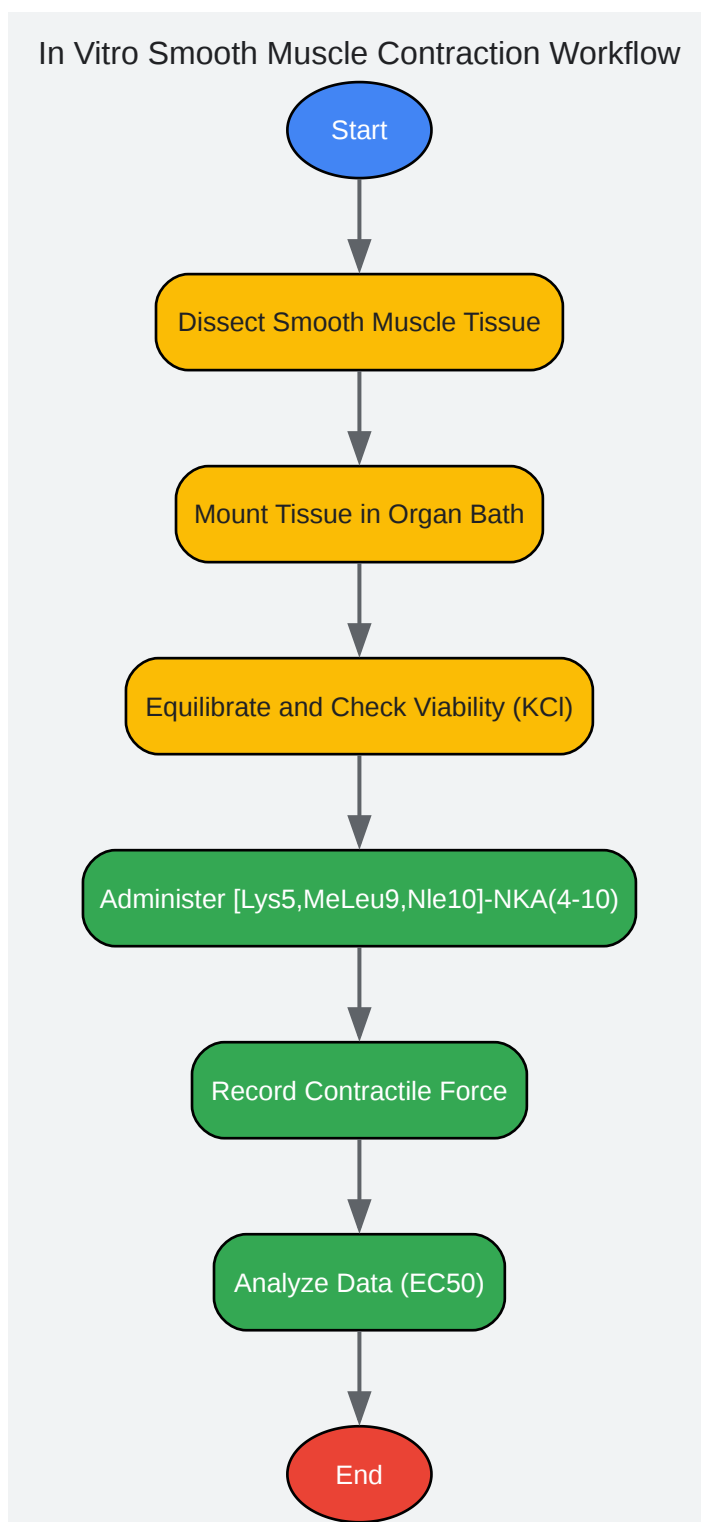 In Vitro Smooth Muscle Contraction Workflow
Start
Dissect Smooth Muscle Tissue
Mount Tissue in Organ Bath
Equilibrate and Check Viability (KCl)
Administer [Lys5,MeLeu9,Nle10]-NKA(4-10)
Record Contractile Force
Analyze Data (EC50)
End